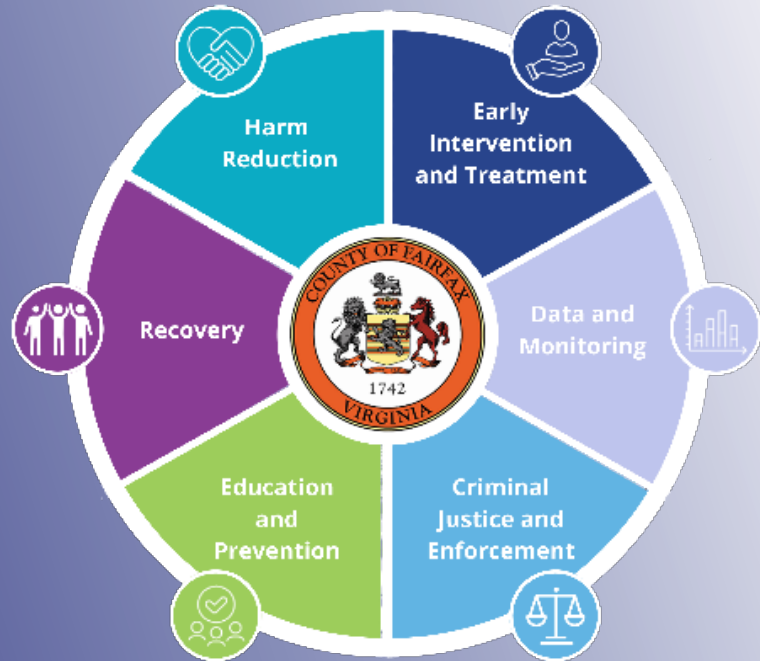 Harm
Reduction
Early
Intervention
and Treatment
Recovery
COUNTY OF FAIRFAX
1742
VIRGINIA
Data and
Monitoring
Education
and
Prevention
Criminal
Justice and
Enforcement